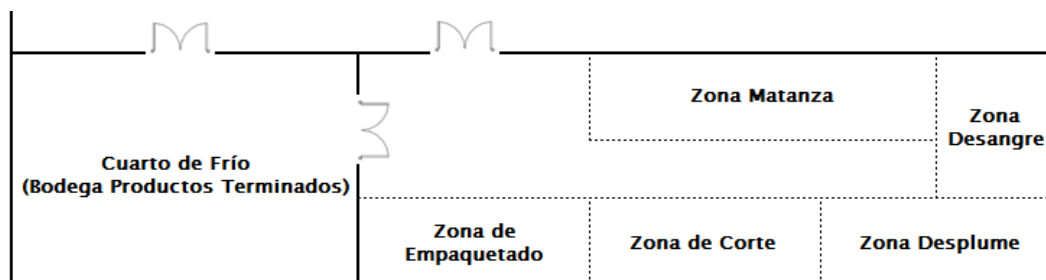 Zona Matanza
Zona
Desangre
Cuarto de Frío
(Bodega Productos Terminados)
Zona de
Empaquetado
Zona de Corte
Zona Desplume